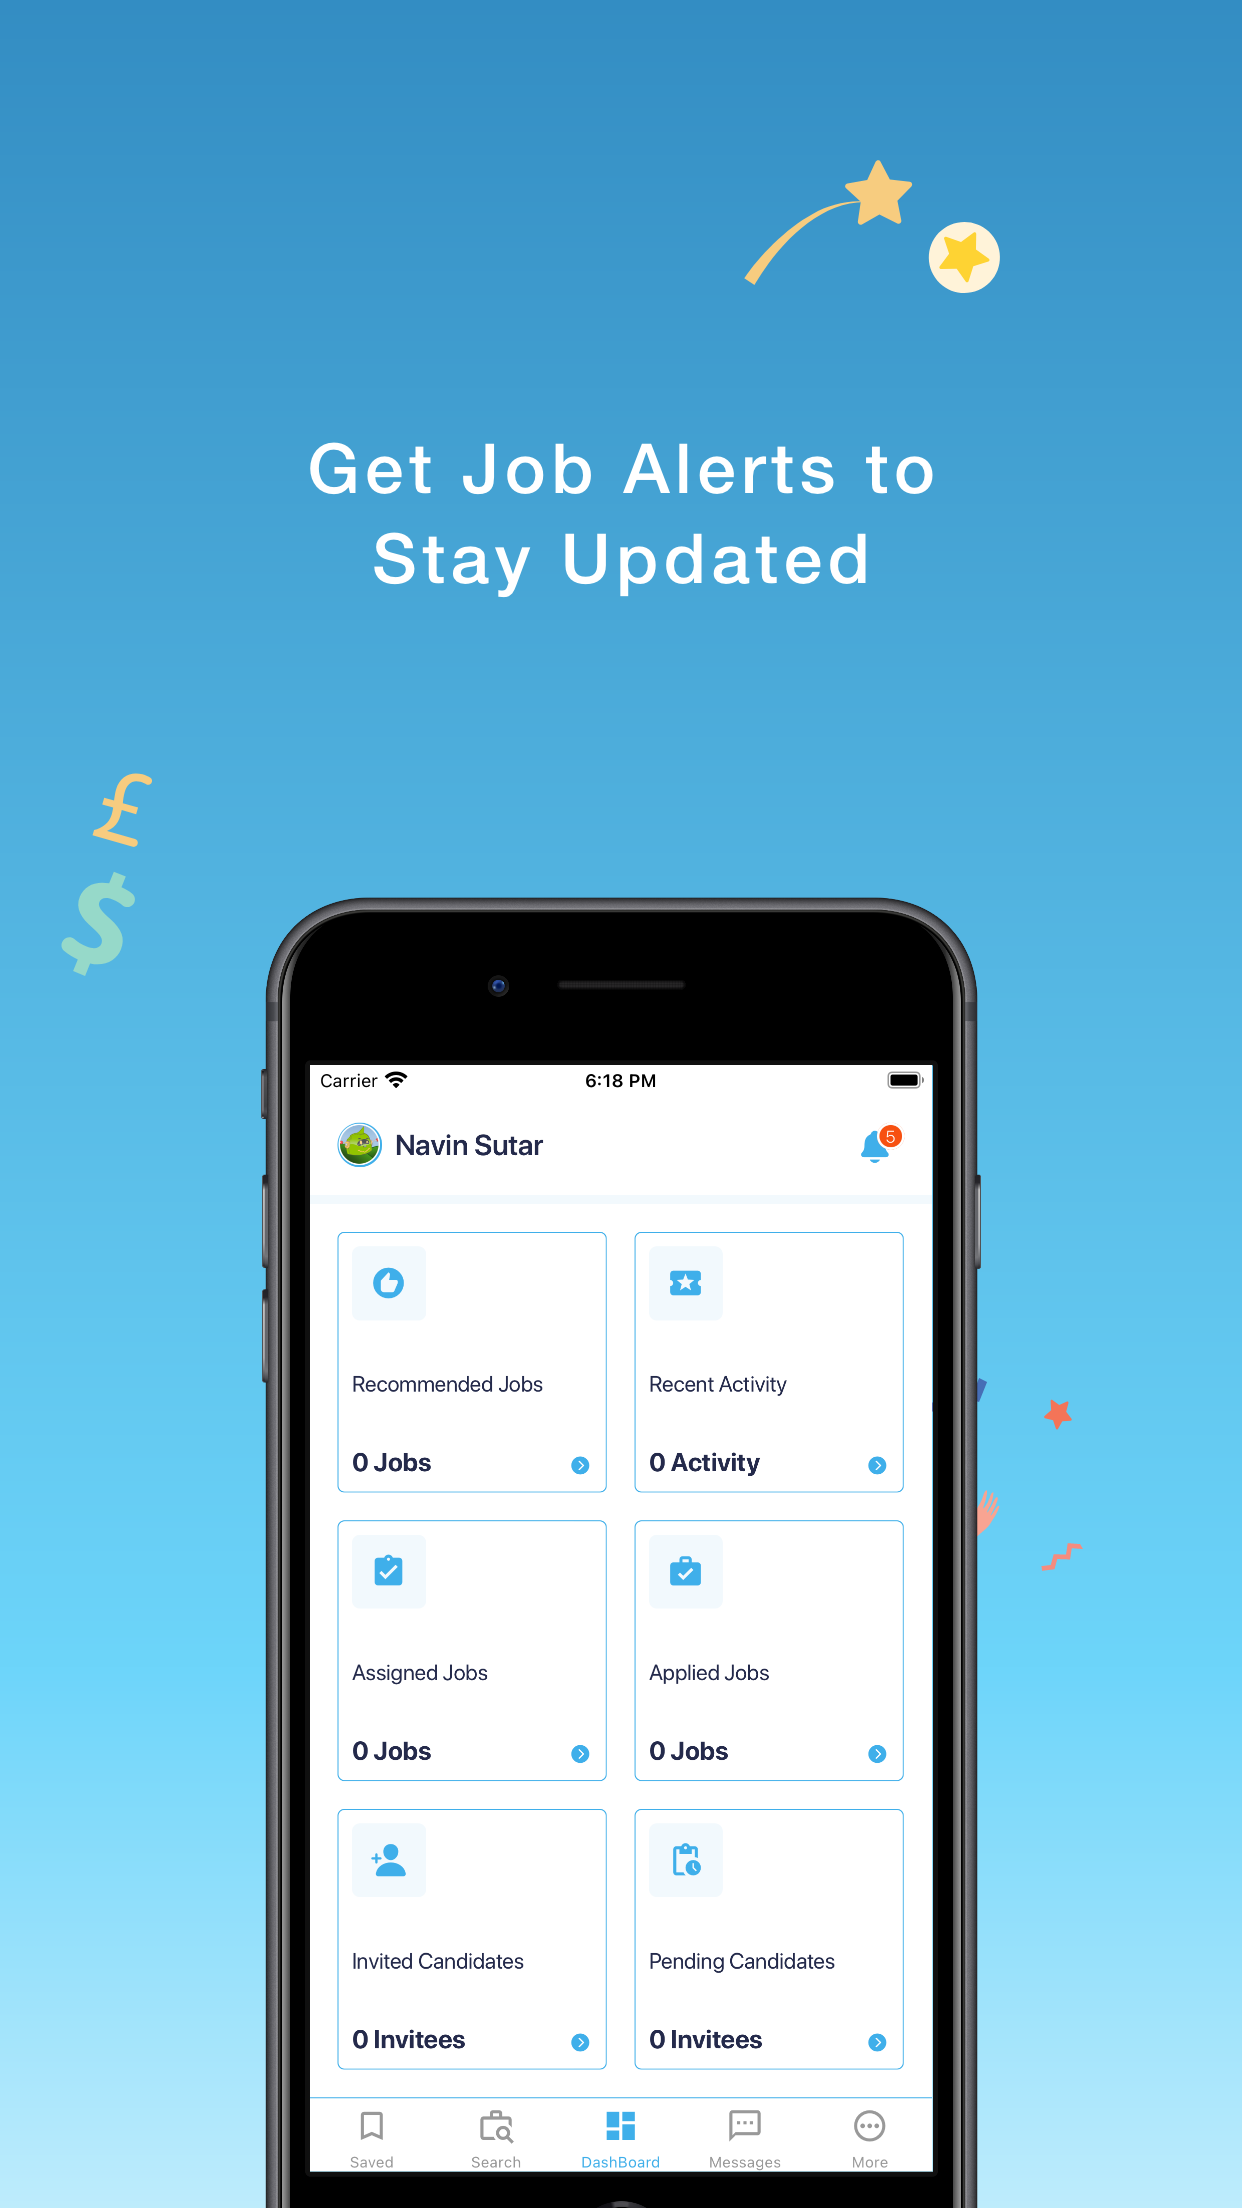 Get Job Alerts to
Stay Updated
£
$
Carrier 6:18 PM
Navin Sutar 5
Recommended Jobs
0 Jobs
Recent Activity
0 Activity
Assigned Jobs
0 Jobs
Applied Jobs
0 Jobs
Invited Candidates
0 Invitees
Pending Candidates
0 Invitees
Saved Search DashBoard Messages More